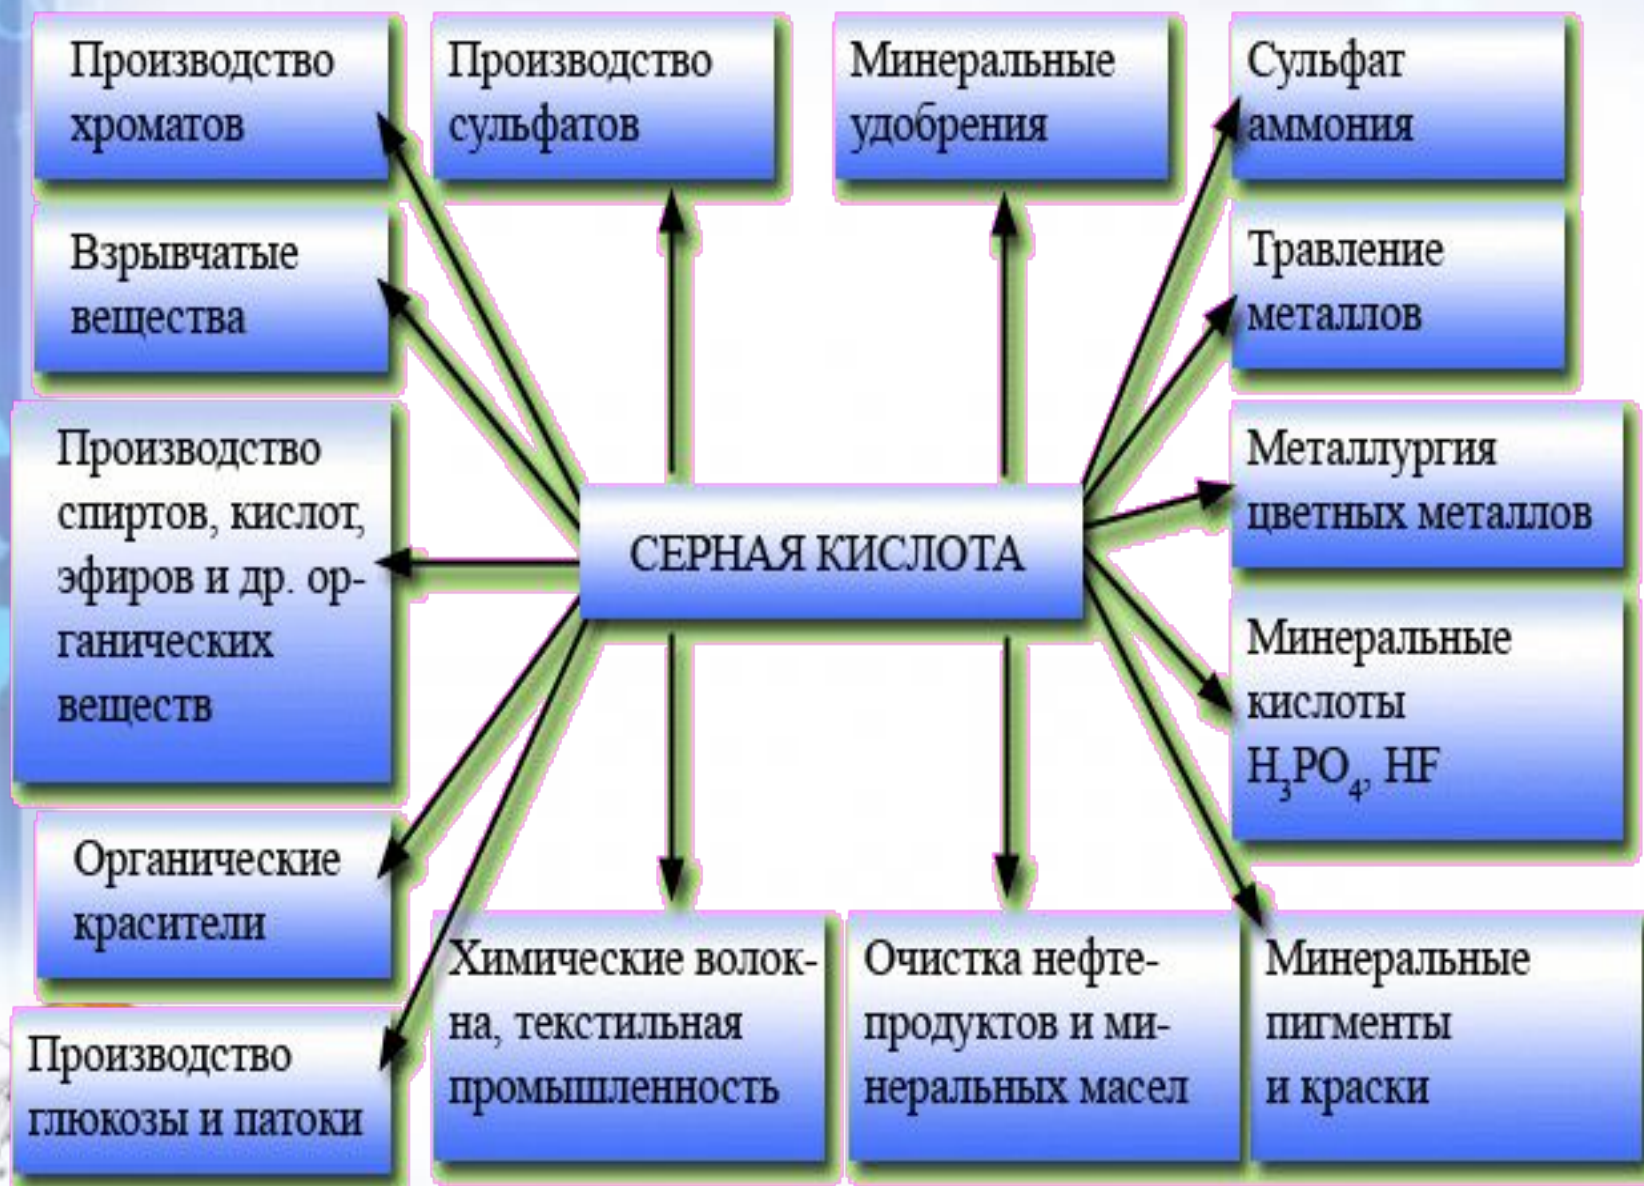 Производство
хроматов
Производство
сульфатов
Минеральные
удобрения
Сульфат
аммония
Взрывчатые
вещества
Травление
металлов
Производство
спиртов, кислот,
эфиров и др. ор-
ганических
веществ
СЕРНАЯ КИСЛОТА
Металлургия
цветных металлов
Минеральные
кислоты
H₃PO₄, HF
Органические
красители
Производство
глюкозы и патоки
Химические волок-
на, текстильная
промышленность
Очистка нефте-
продуктов и ми-
неральных масел
Минеральные
пигменты
и краски